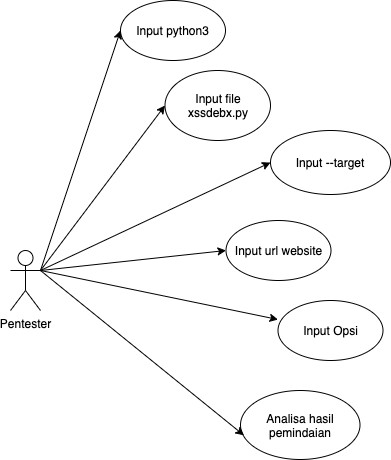 Input python3
Input file
xssdebx.py
Input --target
Input url website
Pentester
Input Opsi
Analisa hasil
pemindaian